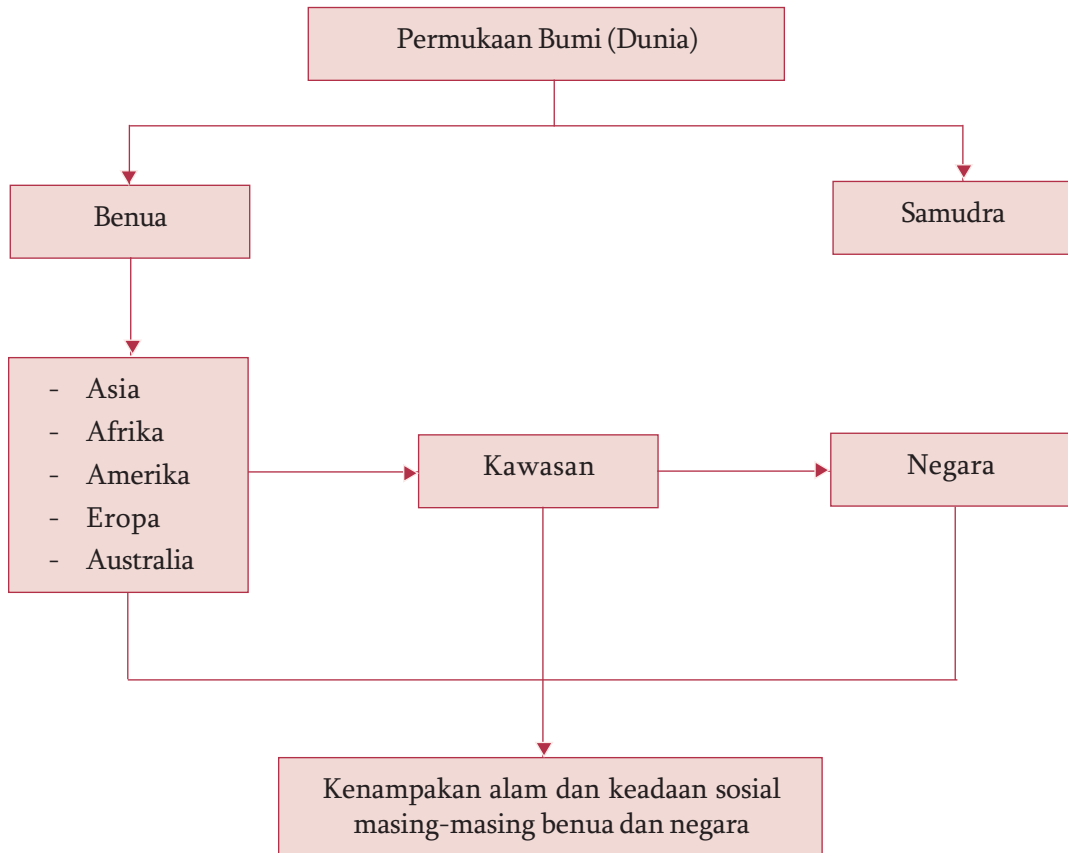 Permukaan Bumi (Dunia)
Benua
Samudra
- Asia
- Afrika
- Amerika
- Eropa
- Australia
Kawasan
Negara
Kenampakan alam dan keadaan sosial
masing-masing benua dan negara